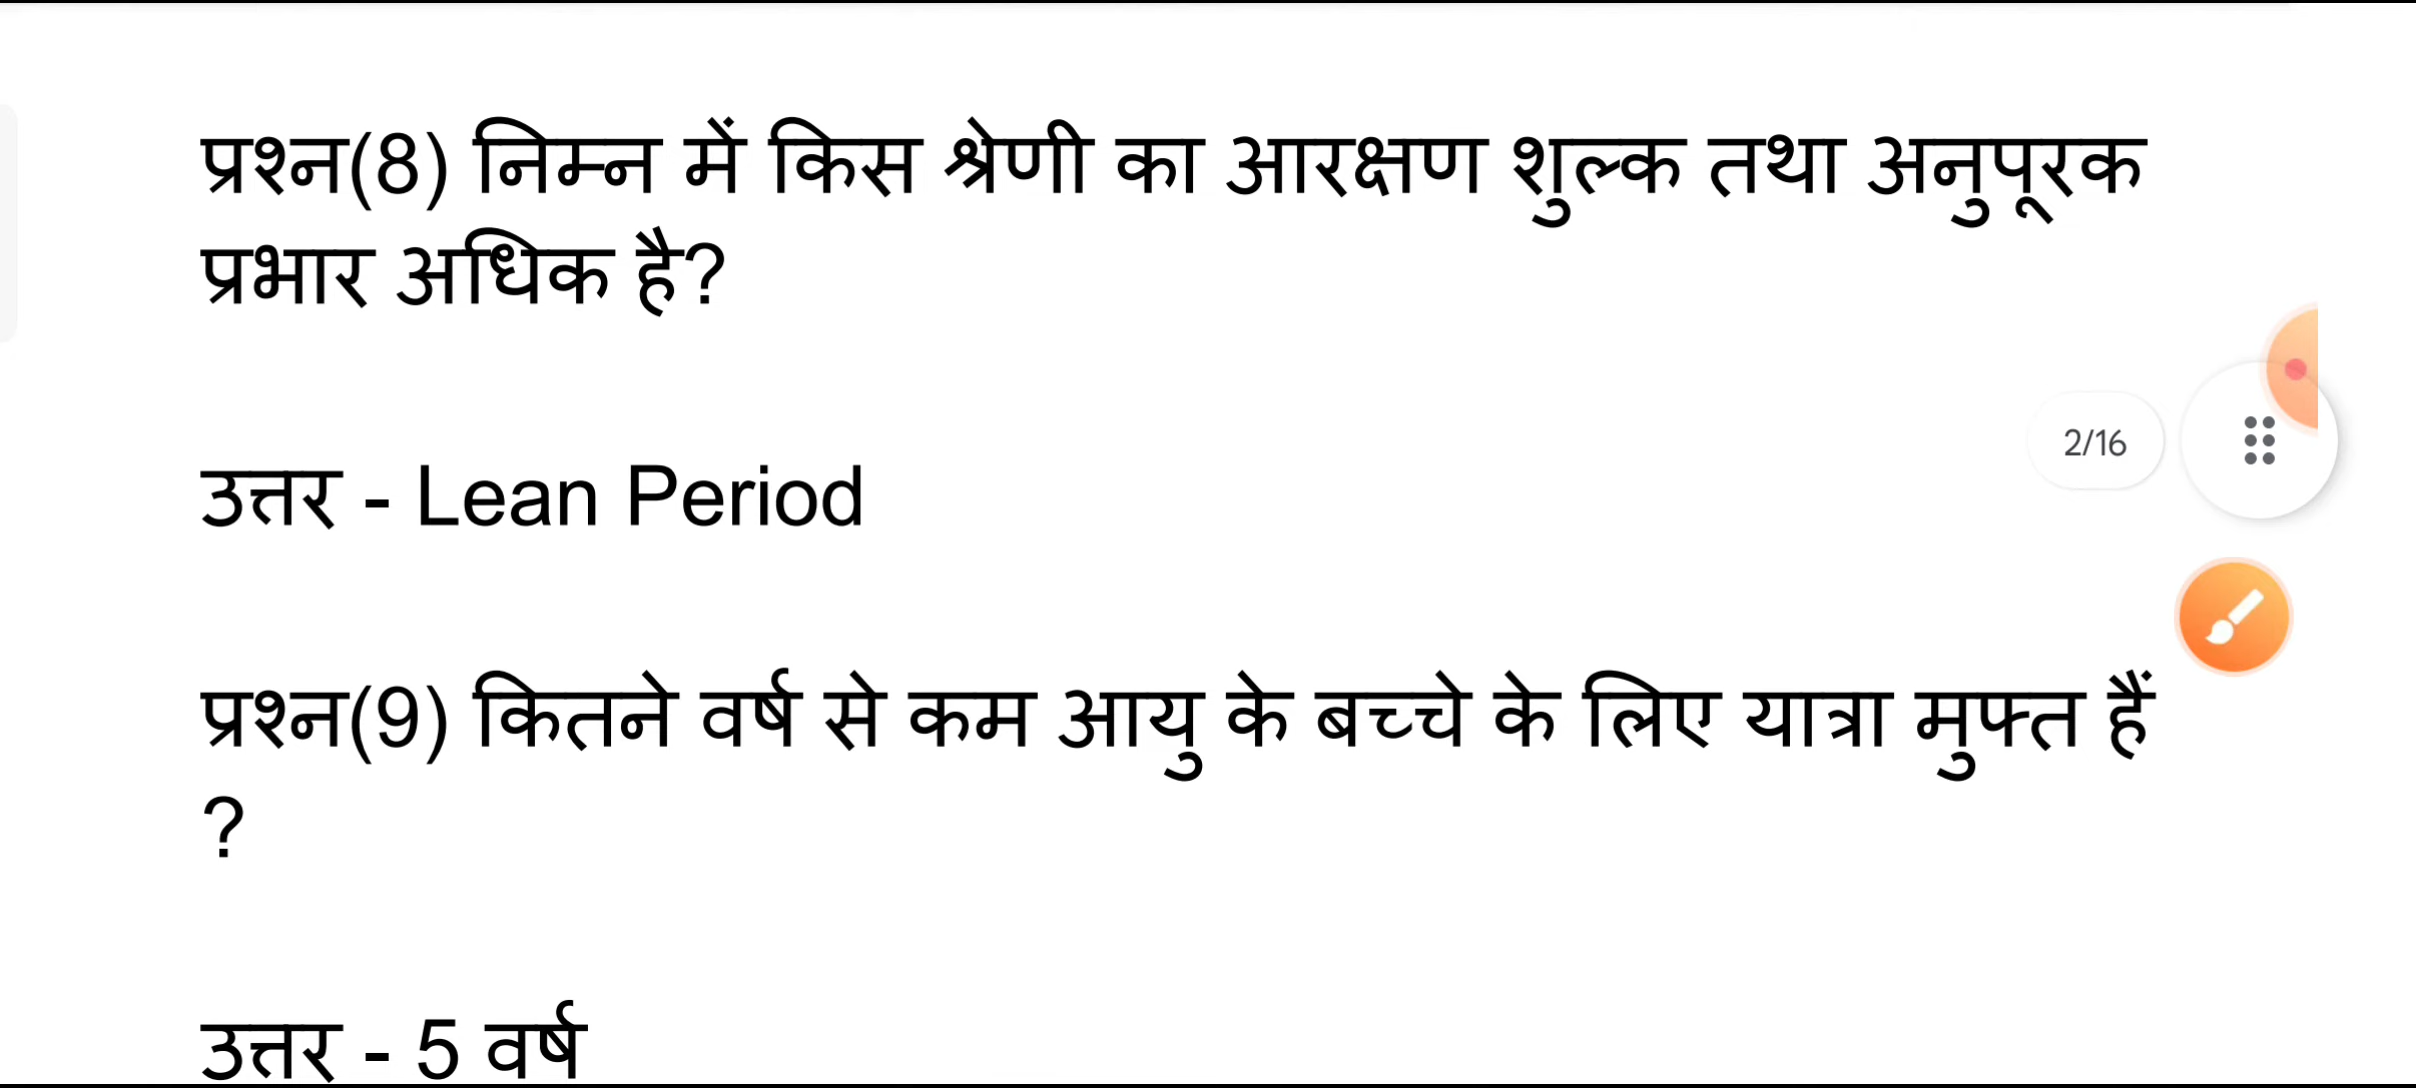 प्रश्न(8) निम्न में किस श्रेणी का आरक्षण शुल्क तथा अनुपूरक
प्रभार अधिक है?
2/16
उत्तर - Lean Period
प्रश्न(9) कितने वर्ष से कम आयु के बच्चे के लिए यात्रा मुफ्त हैं
?
उत्तर - 5 वर्ष